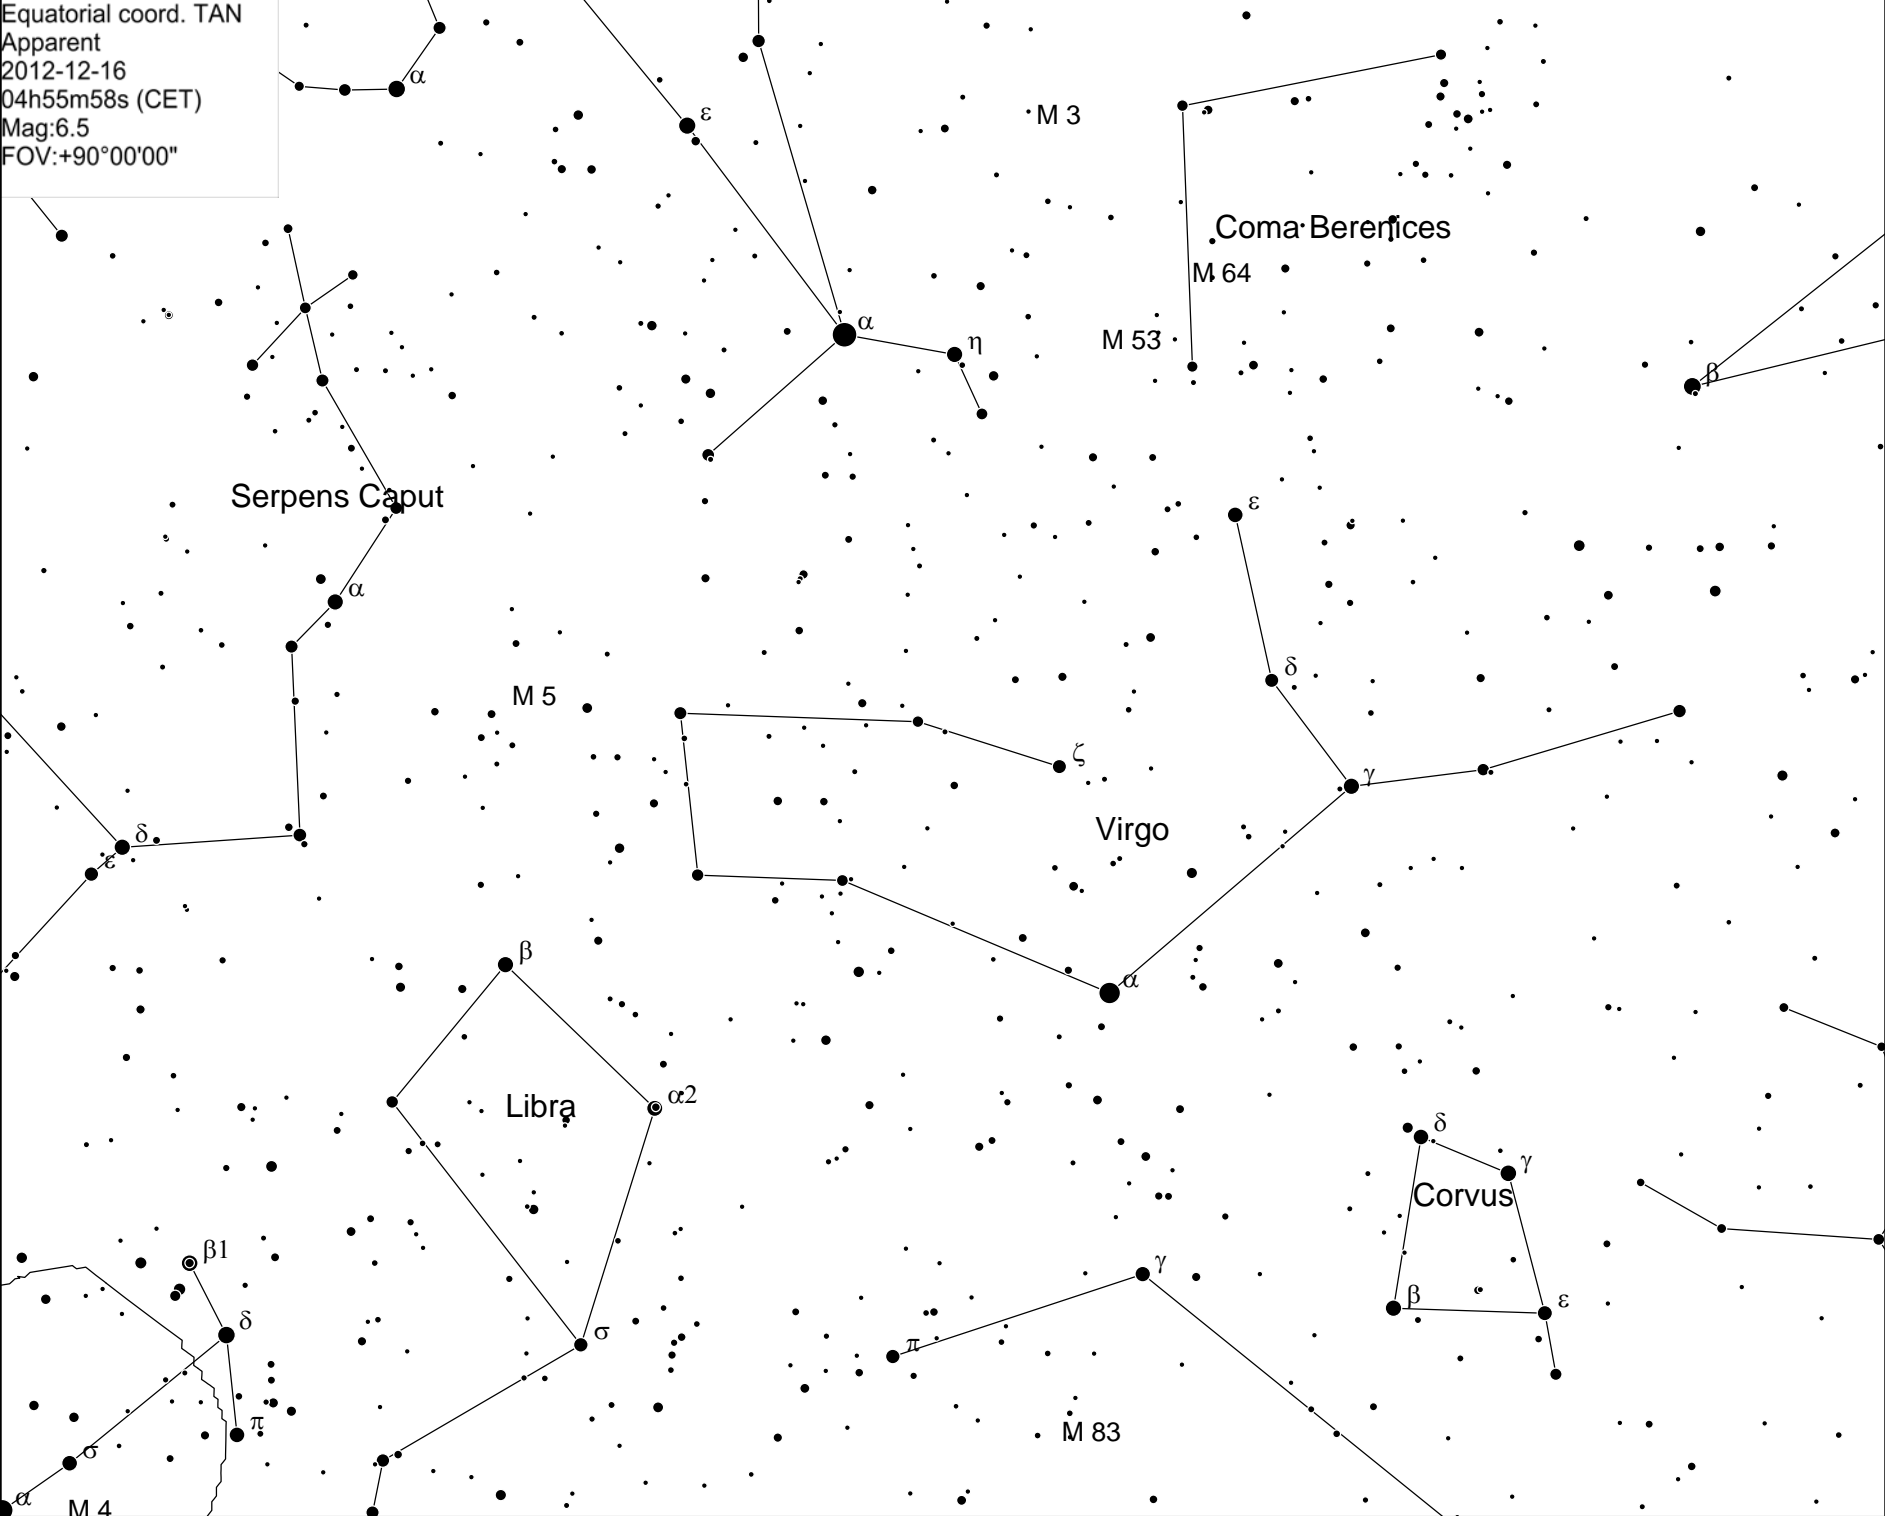 Equatorial coord. TAN
Apparent
2012-12-16
04h55m58s (CET)
Mag:6.5
FOV:+90°00'00"
α
ε
M 3
Coma Berenices
M 64
α
M 53
η
β
Serpens Caput
ε
α
δ
M 5
ζ
γ
Virgo
δ
ε
β
α
α2
Libra
δ
γ
Corvus
β1
γ
β
ε
δ
σ
π
π
M 83
σ
α
M 4